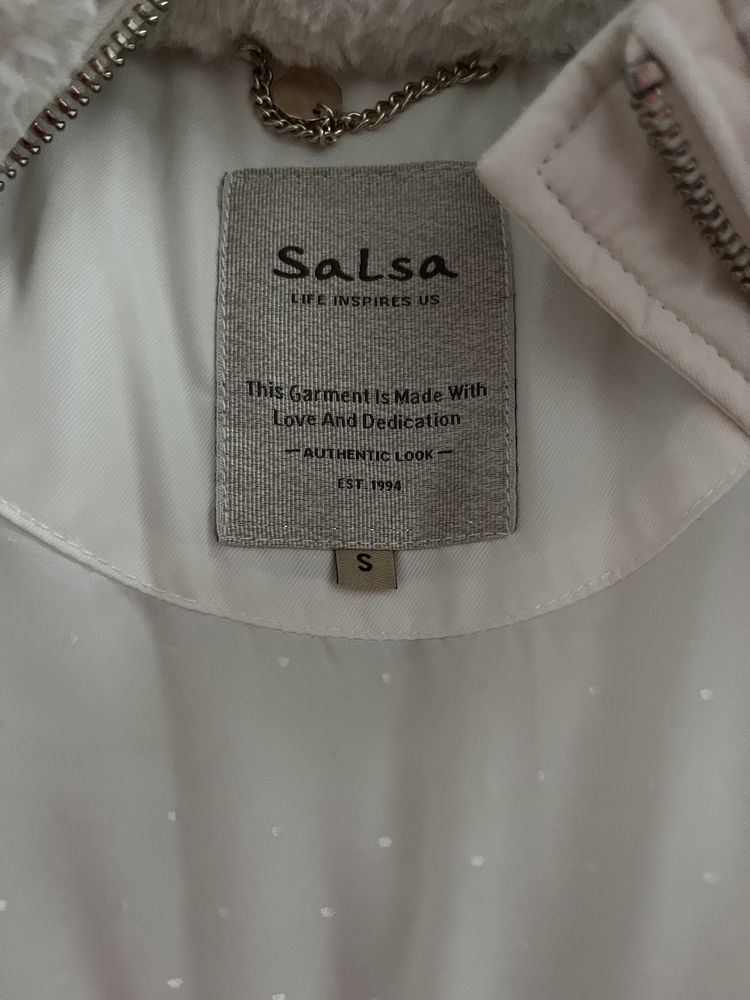 SaLsa
LIFE INSPIRES US
This Garment Is Made With
Love And Dedication
— AUTHENTIC LOOK —
EST. 1994
S